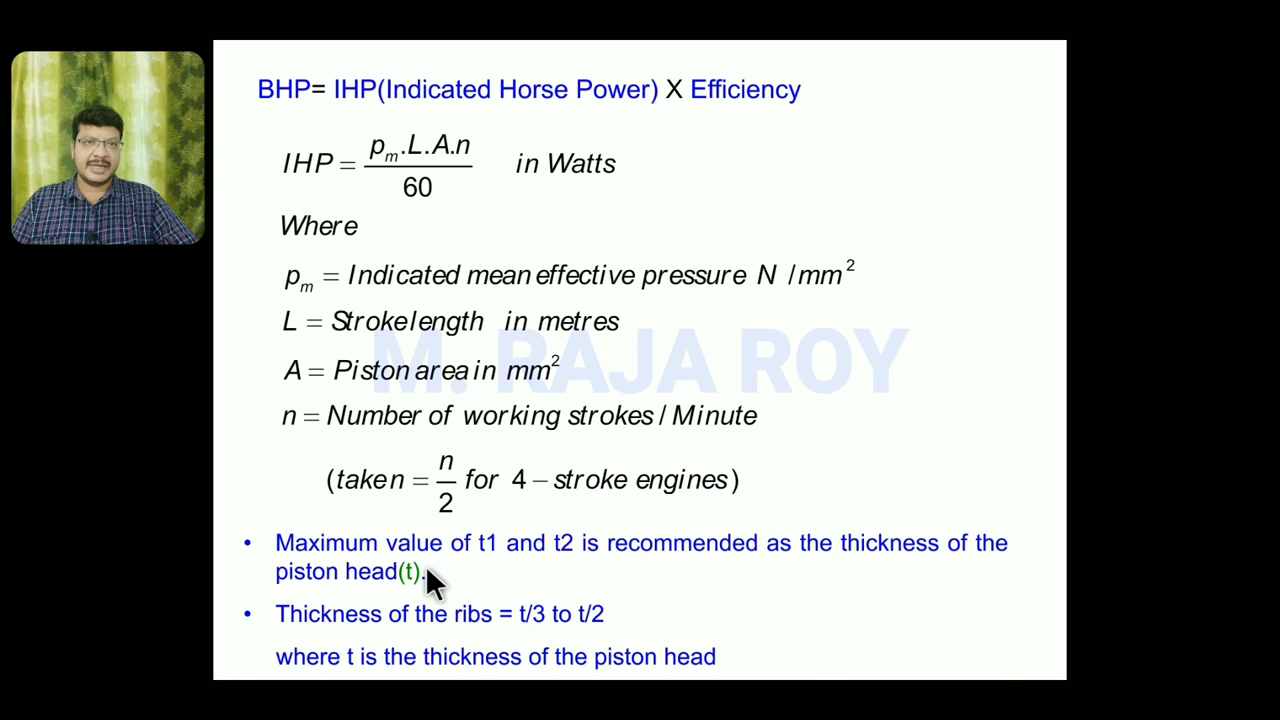 BHP= IHP(Indicated Horse Power) X Efficiency
IHP = pₘ.L.A.n / 60 in Watts
Where
pₘ = Indicated mean effective pressure N / mm²
L = Stroke length in metres
A = Piston area in mm²
n = Number of working strokes / Minute
(take n = n/2 for 4 – stroke engines)
• Maximum value of t1 and t2 is recommended as the thickness of the
piston head(t).
• Thickness of the ribs = t/3 to t/2
where t is the thickness of the piston head
M. RAJA ROY